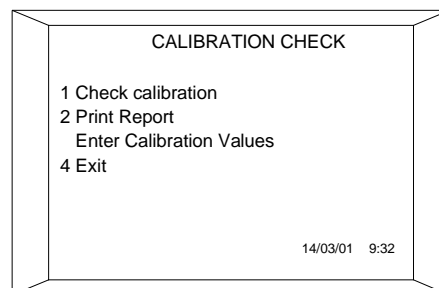 CALIBRATION CHECK
1 Check calibration
2 Print Report
Enter Calibration Values
4 Exit
14/03/01 9:32